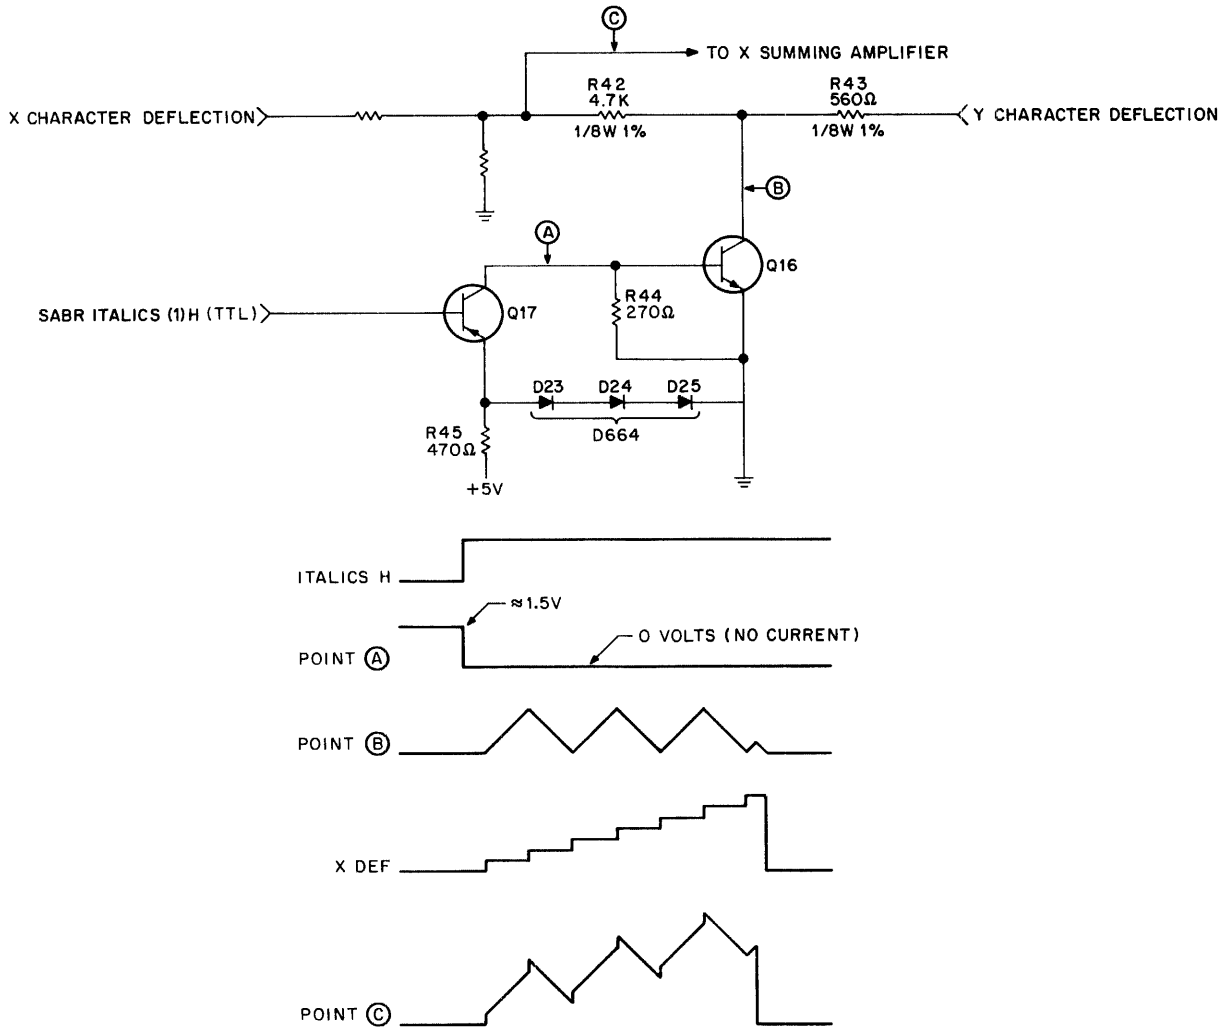 C
TO X SUMMING AMPLIFIER
R42
4.7K
1/8W 1%
R43
560Ω
1/8W 1%
X CHARACTER DEFLECTION
Y CHARACTER DEFLECTION
B
A
Q16
SABR ITALICS (1) H (TTL)
Q17
R44
270Ω
D23 D24 D25
D664
R45
470Ω
+5V
ITALICS H
≈1.5V
0 VOLTS (NO CURRENT)
POINT A
POINT B
X DEF
POINT C